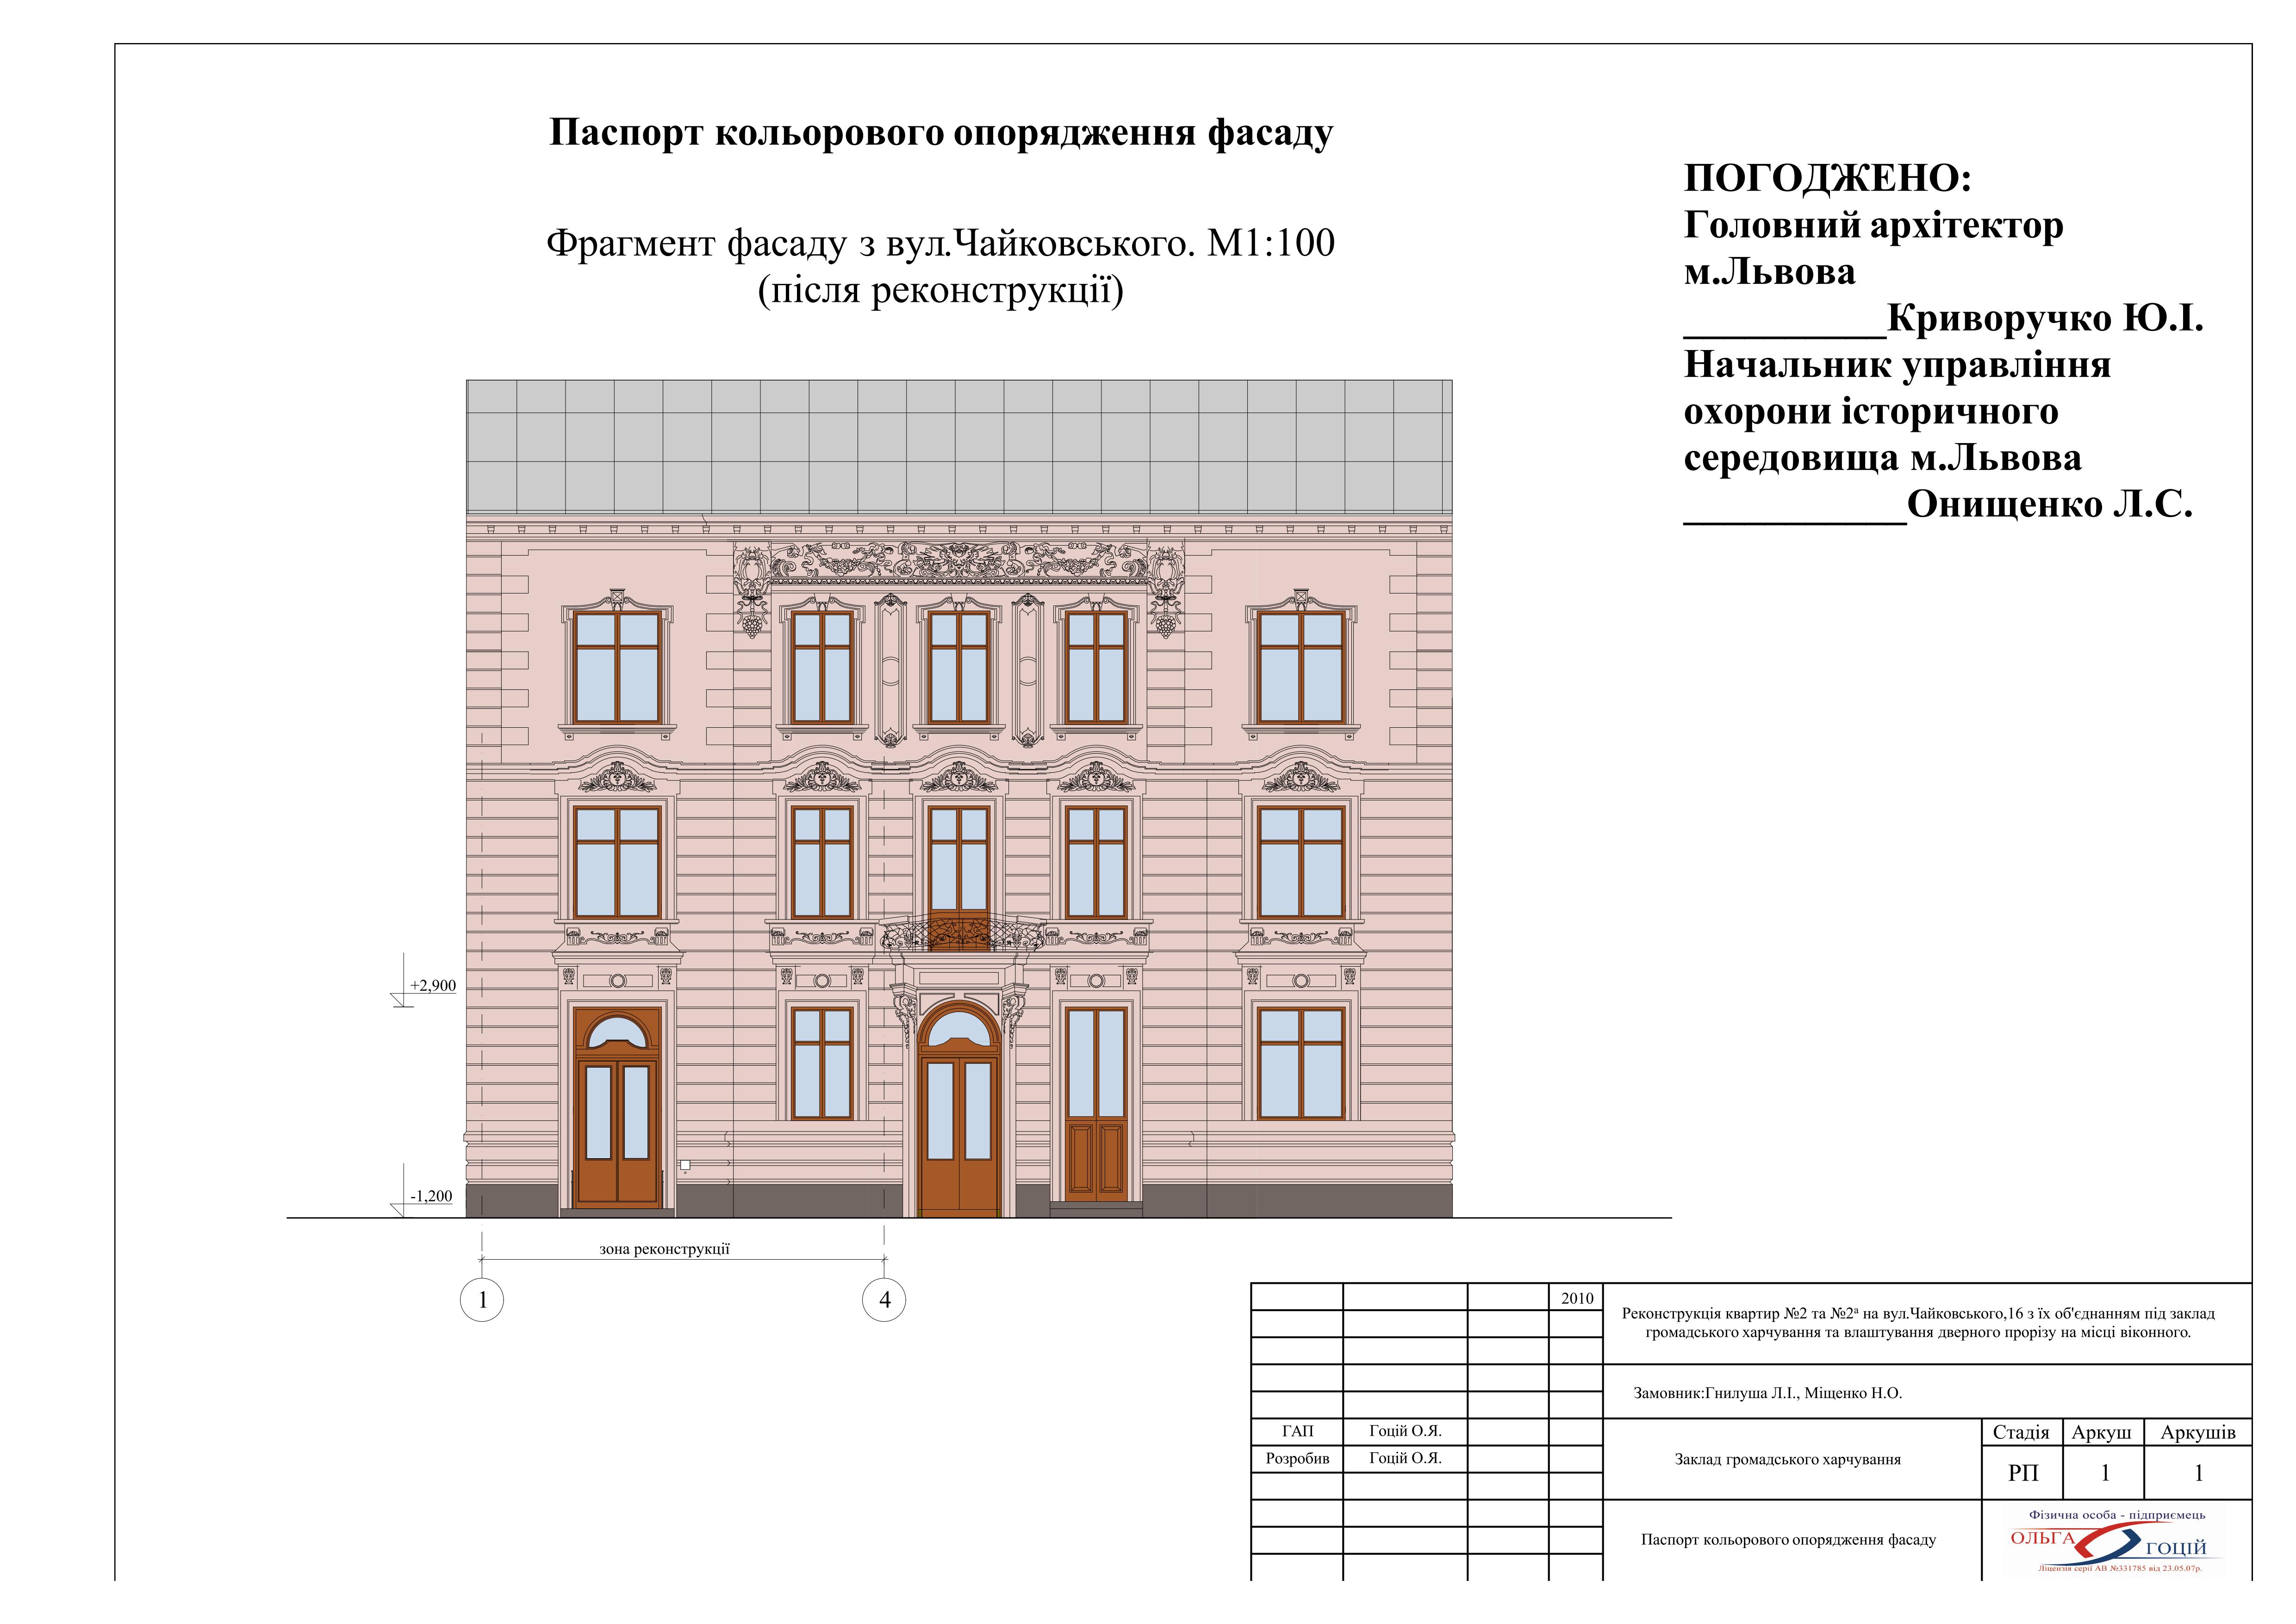 Паспорт кольорового опорядження фасаду
Фрагмент фасаду з вул.Чайковського. М1:100
(після реконструкції)
ПОГОДЖЕНО:
Головний архітектор
м.Львова
__________Криворучко Ю.І.
Начальник управління
охорони історичного
середовища м.Львова
___________Онищенко Л.С.
+2,900
-1,200
зона реконструкції
1
4
2010
Реконструкція квартир №2 та №2ᵃ на вул.Чайковського,16 з їх об'єднанням під заклад
громадського харчування та влаштування дверного прорізу на місці віконного.
Замовник:Гнилуша Л.І., Міщенко Н.О.
ГАП Гоцій О.Я.
Розробив Гоцій О.Я.
Заклад громадського харчування
Стадія Аркуш Аркушів
РП 1 1
Паспорт кольорового опорядження фасаду
Фізична особа - підприємець
ОЛЬГА ГОЦІЙ
Ліцензія серії АВ №331785 від 23.05.07р.